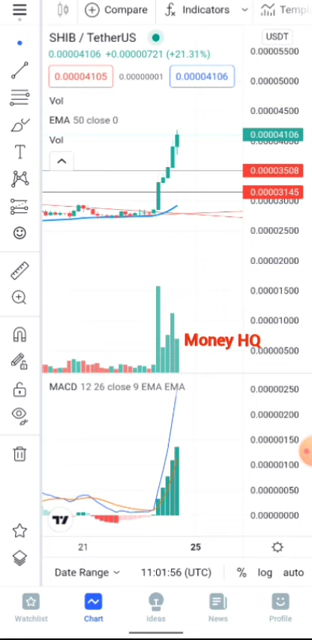 Compare
Indicators
Templ
SHIB / TetherUS
USDT
0.00004106 +0.00000721 (+21.31%)
0.00004105
0.00000001
0.00004106
Vol
EMA 50 close 0
Vol
0.00005500
0.00005000
0.00004500
0.00004106
0.00004000
0.00003508
0.00003145
0.00003000
0.00002500
0.00002000
0.00001500
0.00001000
0.00000500
Money HQ
MACD 12 26 close 9 EMA EMA
0.00000250
0.00000200
0.00000150
0.00000100
0.00000050
0.00000000
21
25
Date Range
11:01:56 (UTC)
%
log
auto
Watchlist
Chart
Ideas
News
Profile